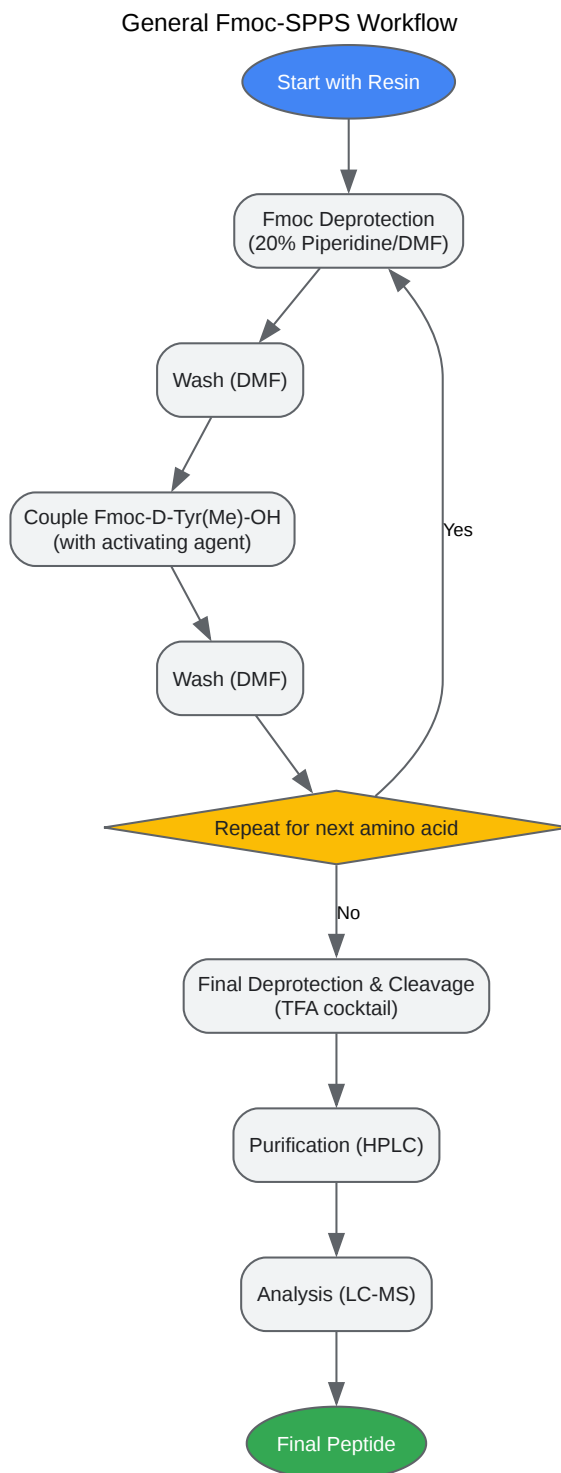 General Fmoc-SPPS Workflow
Start with Resin
Fmoc Deprotection
(20% Piperidine/DMF)
Wash (DMF)
Couple Fmoc-D-Tyr(Me)-OH
(with activating agent)
Yes
Wash (DMF)
Repeat for next amino acid
No
Final Deprotection & Cleavage
(TFA cocktail)
Purification (HPLC)
Analysis (LC-MS)
Final Peptide